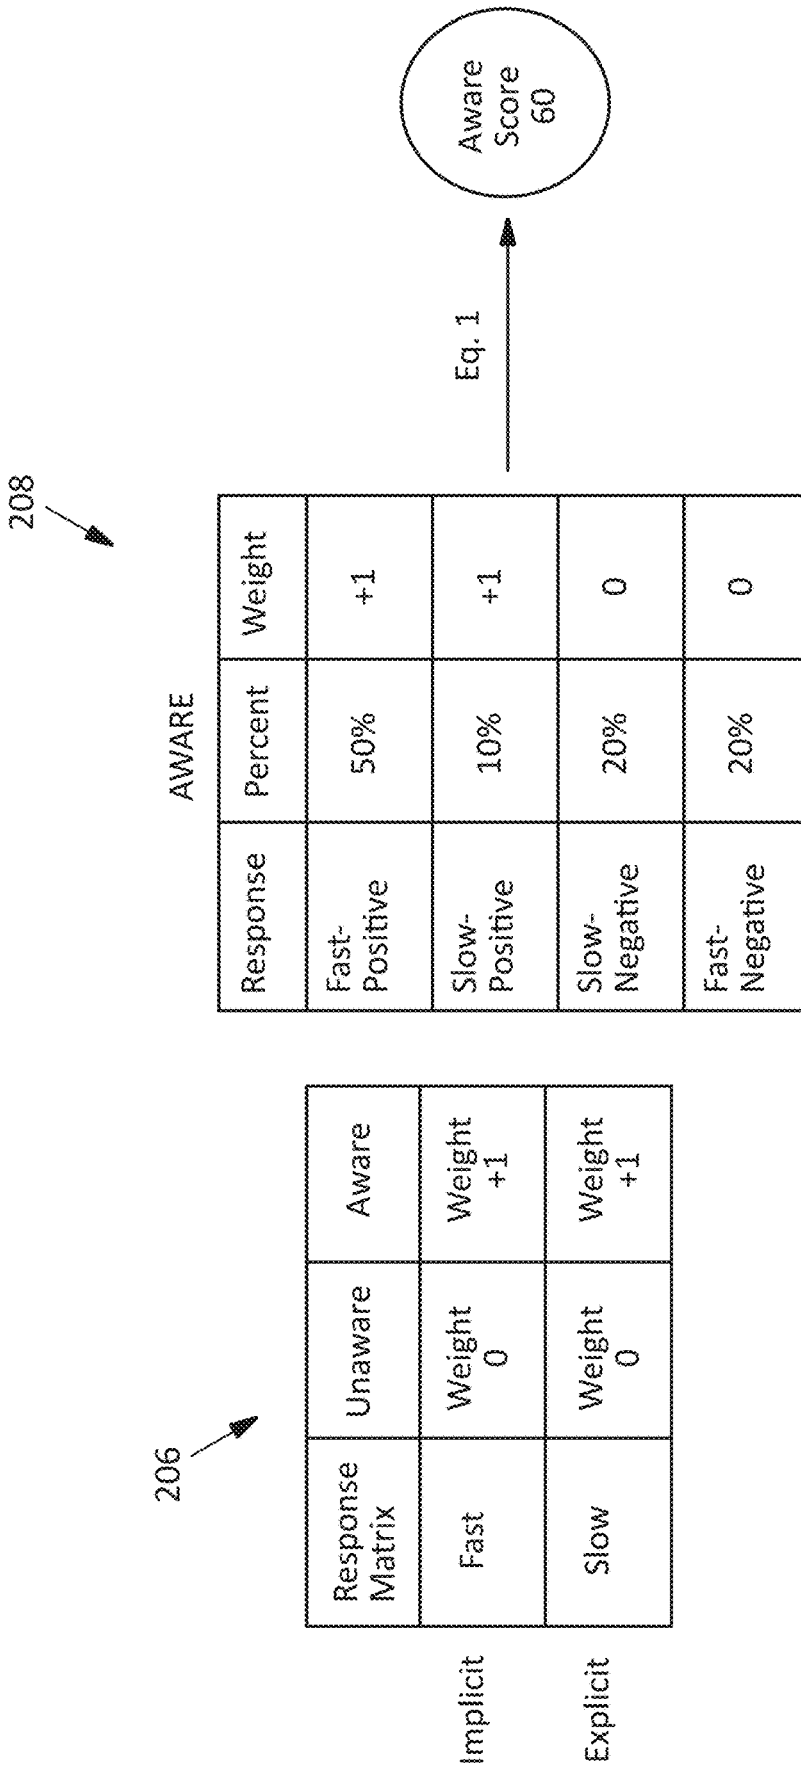 206
Response
Matrix
Unaware
Aware
Implicit
Fast
Weight
0
Weight
+1
Explicit
Slow
Weight
0
Weight
+1
208
AWARE
Response
Percent
Weight
Fast-
Positive
50%
+1
Slow-
Positive
10%
+1
Slow-
Negative
20%
0
Fast-
Negative
20%
0
Eq. 1
Aware
Score
60